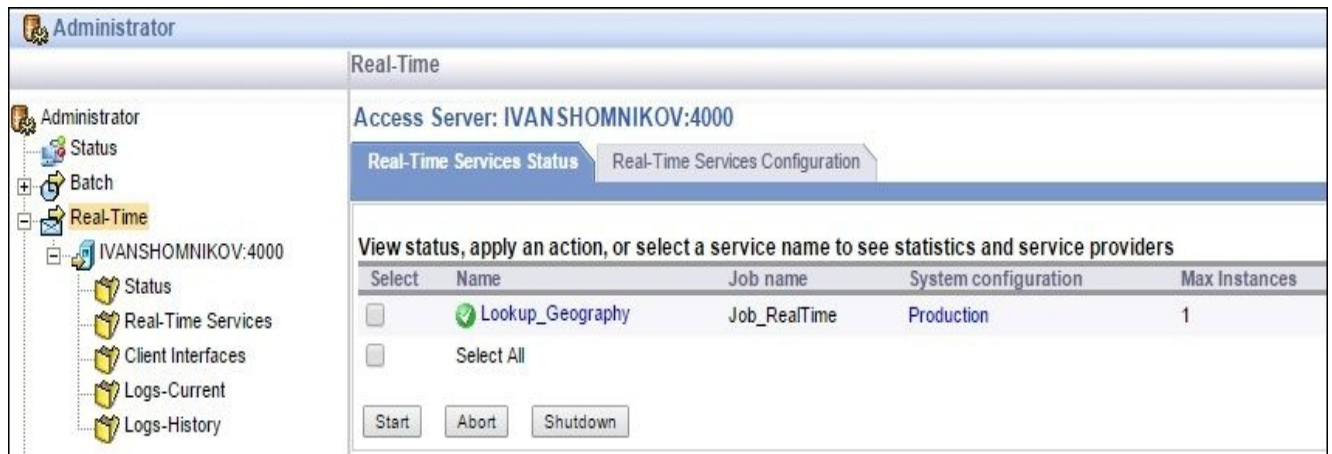 Administrator
Real-Time
Administrator
Status
Batch
Real-Time
IVANSHOMNIKOV:4000
Status
Real-Time Services
Client Interfaces
Logs-Current
Logs-History
Access Server: IVANSHOMNIKOV:4000
Real-Time Services Status Real-Time Services Configuration
View status, apply an action, or select a service name to see statistics and service providers
Select Name Job name System configuration Max Instances
Lookup_Geography Job_RealTime Production 1
Select All
Start Abort Shutdown